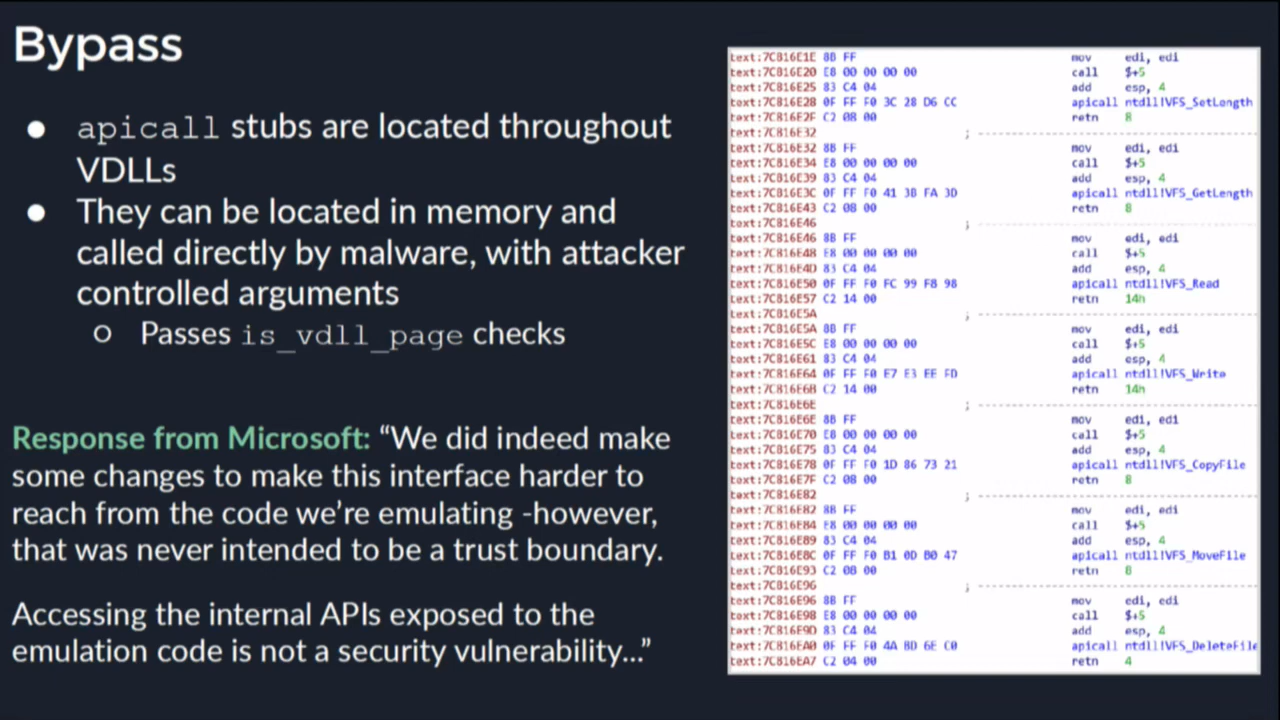 Bypass
● apicall stubs are located throughout
VDLLs
● They can be located in memory and
called directly by malware, with attacker
controlled arguments
○ Passes is_vdll_page checks
Response from Microsoft: “We did indeed make
some changes to make this interface harder to
reach from the code we’re emulating -however,
that was never intended to be a trust boundary.
Accessing the internal APIs exposed to the
emulation code is not a security vulnerability...”
text:7C816E1E 8B FF mov edi, edi
text:7C816E20 E8 00 00 00 00 call $+5
text:7C816E25 83 C4 04 add esp, 4
text:7C816E28 0F FF F0 3C 28 D6 CC apicall ntdll!VFS_SetLength
text:7C816E2F C2 08 00 retn 8
text:7C816E32 ; ---------------------------
text:7C816E32 8B FF mov edi, edi
text:7C816E34 E8 00 00 00 00 call $+5
text:7C816E39 83 C4 04 add esp, 4
text:7C816E3C 0F FF F0 41 3B FA 3D apicall ntdll!VFS_GetLength
text:7C816E43 C2 08 00 retn 8
text:7C816E46 ; ---------------------------
text:7C816E46 8B FF mov edi, edi
text:7C816E48 E8 00 00 00 00 call $+5
text:7C816E4D 83 C4 04 add esp, 4
text:7C816E50 0F FF F0 FC 99 F8 98 apicall ntdll!VFS_Read
text:7C816E57 C2 14 00 retn 14h
text:7C816E5A ; ---------------------------
text:7C816E5A 8B FF mov edi, edi
text:7C816E5C E8 00 00 00 00 call $+5
text:7C816E61 83 C4 04 add esp, 4
text:7C816E64 0F FF F0 E7 E3 EE FD apicall ntdll!VFS_Write
text:7C816E6B C2 14 00 retn 14h
text:7C816E6E ; ---------------------------
text:7C816E6E 8B FF mov edi, edi
text:7C816E70 E8 00 00 00 00 call $+5
text:7C816E75 83 C4 04 add esp, 4
text:7C816E78 0F FF F0 1D 86 73 21 apicall ntdll!VFS_CopyFile
text:7C816E7F C2 08 00 retn 8
text:7C816E82 ; ---------------------------
text:7C816E82 8B FF mov edi, edi
text:7C816E84 E8 00 00 00 00 call $+5
text:7C816E89 83 C4 04 add esp, 4
text:7C816E8C 0F FF F0 B1 0D B0 47 apicall ntdll!VFS_MoveFile
text:7C816E93 C2 08 00 retn 8
text:7C816E96 ; ---------------------------
text:7C816E96 8B FF mov edi, edi
text:7C816E98 E8 00 00 00 00 call $+5
text:7C816E9D 83 C4 04 add esp, 4
text:7C816EA0 0F FF F0 4A BD 6E C0 apicall ntdll!VFS_DeleteFile
text:7C816EA7 C2 04 00 retn 4